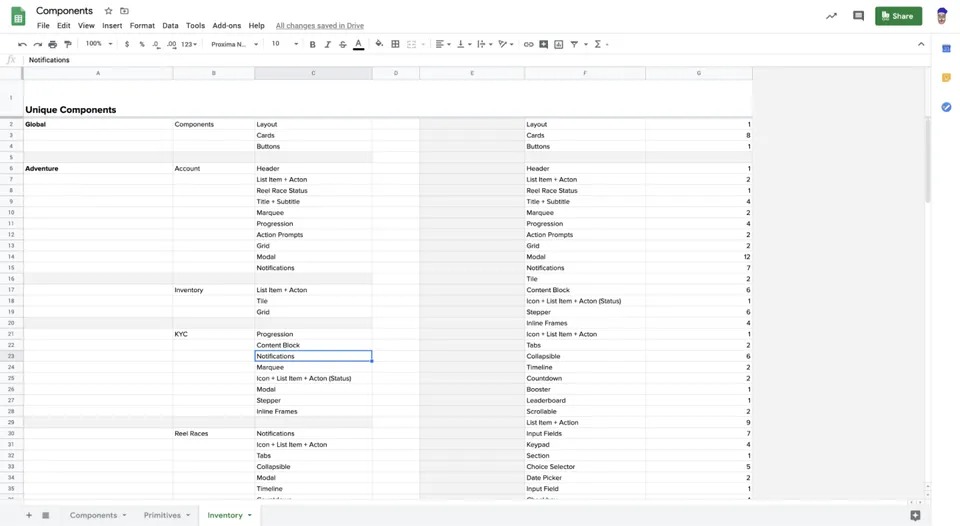 Components
File Edit View Insert Format Data Tools Add-ons Help All changes saved in Drive
Share
100% $ % .0 .00 123 Proxima N... 10 B I S A
fx Notifications
A B C D E F G
1 Unique Components
2 Global Components Layout Layout 1
3 Cards Cards 8
4 Buttons Buttons 1
5
6 Adventure Account Header Header 1
7 List Item + Acton List Item + Acton 2
8 Reel Race Status Reel Race Status 1
9 Title + Subtitle Title + Subtitle 4
10 Marquee Marquee 2
11 Progression Progression 4
12 Action Prompts Action Prompts 2
13 Grid Grid 2
14 Modal Modal 12
15 Notifications Notifications 7
16 Tile 2
17 Inventory List Item + Acton Content Block 6
18 Tile Icon + List Item + Acton (Status) 1
19 Grid Stepper 6
20 Inline Frames 4
21 KYC Progression Icon + List Item + Acton 1
22 Content Block Tabs 2
23 Notifications Collapsible 6
24 Marquee Timeline 2
25 Icon + List Item + Acton (Status) Countdown 2
26 Modal Booster 1
27 Stepper Leaderboard 1
28 Inline Frames Scrollable 2
29 List Item + Action 9
30 Reel Races Notifications Input Fields 7
31 Icon + List Item + Acton Keypad 4
32 Tabs Section 1
33 Collapsible Choice Selector 5
34 Modal Date Picker 2
35 Timeline Input Field 1
Components Primitives Inventory